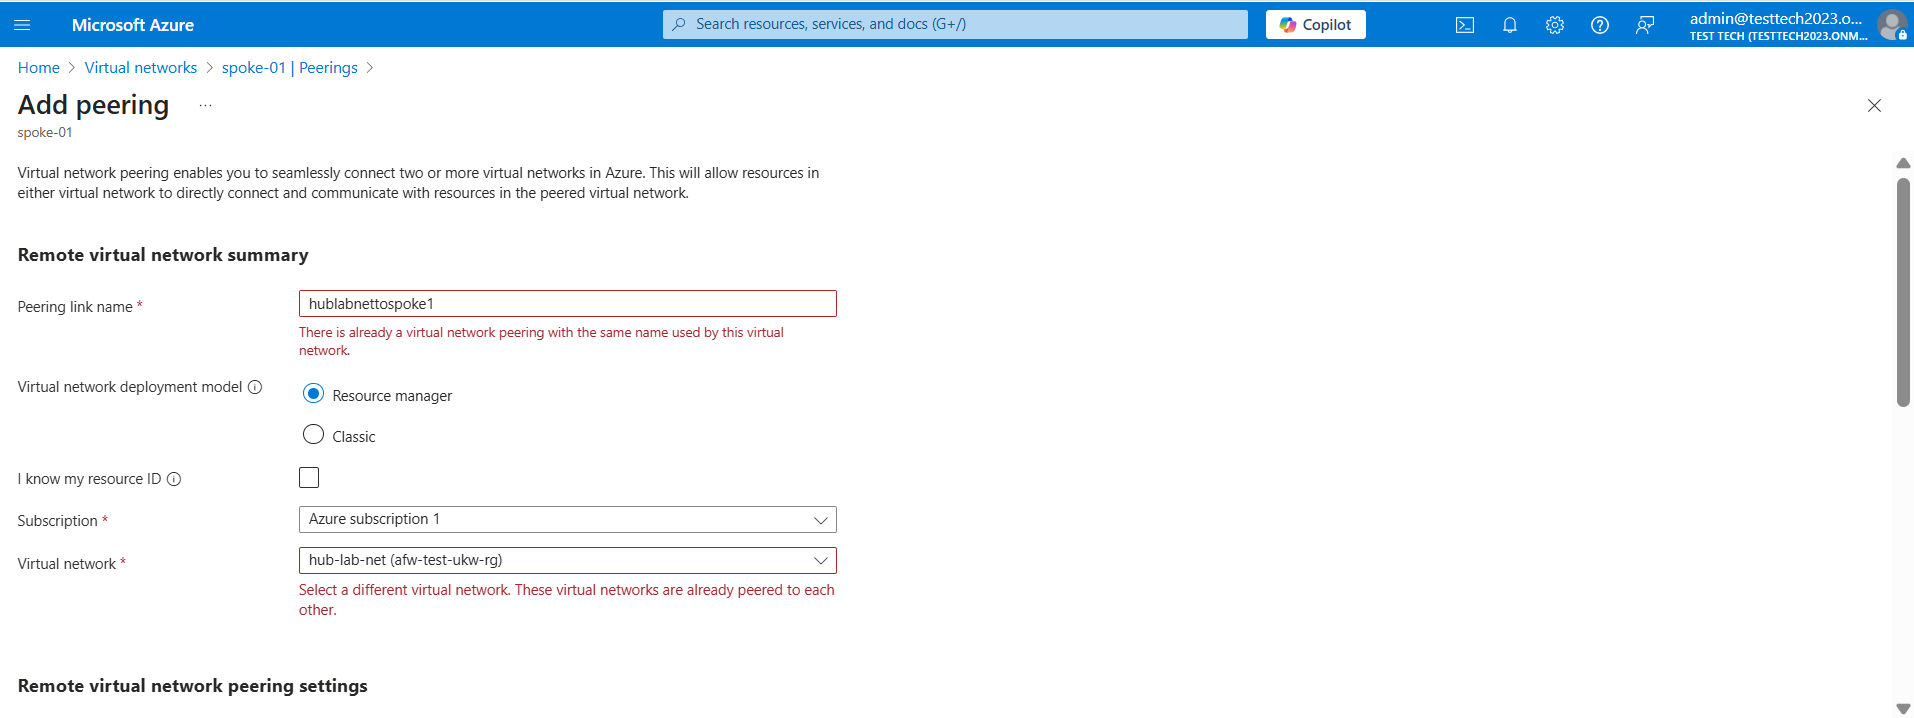 Microsoft Azure
Search resources, services, and docs (G+/)
Copilot
admin@testtech2023.o...
TEST TECH (TESTTECH2023.ONM...
Home > Virtual networks > spoke-01 | Peerings >
Add peering ...
spoke-01
Virtual network peering enables you to seamlessly connect two or more virtual networks in Azure. This will allow resources in
either virtual network to directly connect and communicate with resources in the peered virtual network.
Remote virtual network summary
Peering link name *
hublabnettospoke1
There is already a virtual network peering with the same name used by this virtual
network.
Virtual network deployment model
Resource manager
Classic
I know my resource ID
Subscription *
Azure subscription 1
Virtual network *
hub-lab-net (afw-test-ukw-rg)
Select a different virtual network. These virtual networks are already peered to each
other.
Remote virtual network peering settings